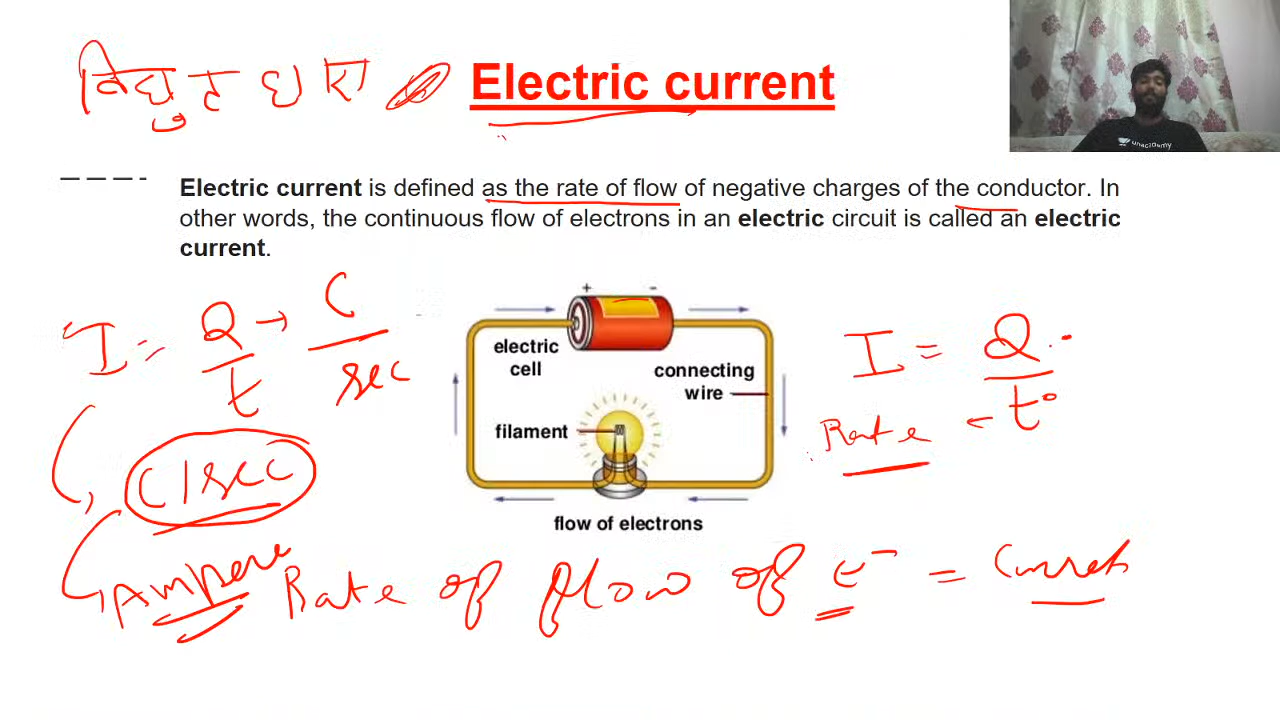 विद्युत धारा Electric current
Electric current is defined as the rate of flow of negative charges of the conductor. In
other words, the continuous flow of electrons in an electric circuit is called an electric
current.
I = Q/t → C/sec
+ -
electric
cell
connecting
wire
filament
flow of electrons
I = Q/t
Rate
C/sec
Ampere
Rate of flow of e⁻ = Current
unacademy